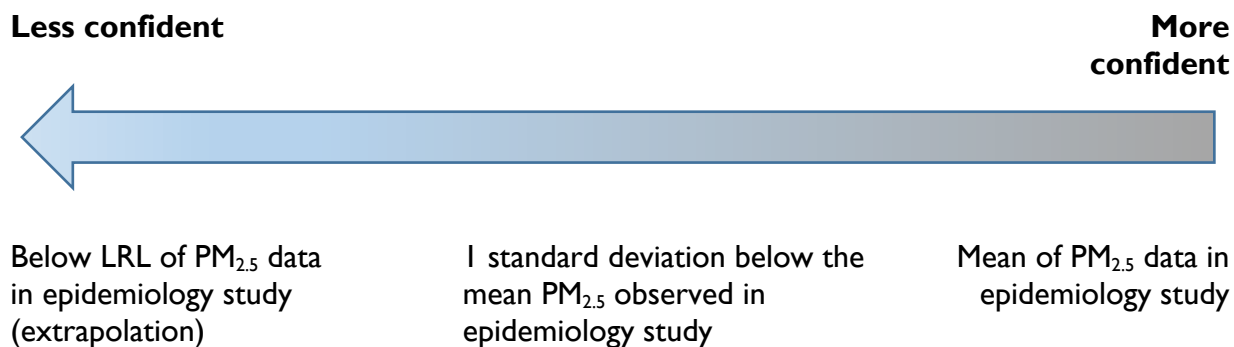 Less confident
More
confident
Below LRL of PM2.5 data
in epidemiology study
(extrapolation)
1 standard deviation below the
mean PM2.5 observed in
epidemiology study
Mean of PM2.5 data in
epidemiology study